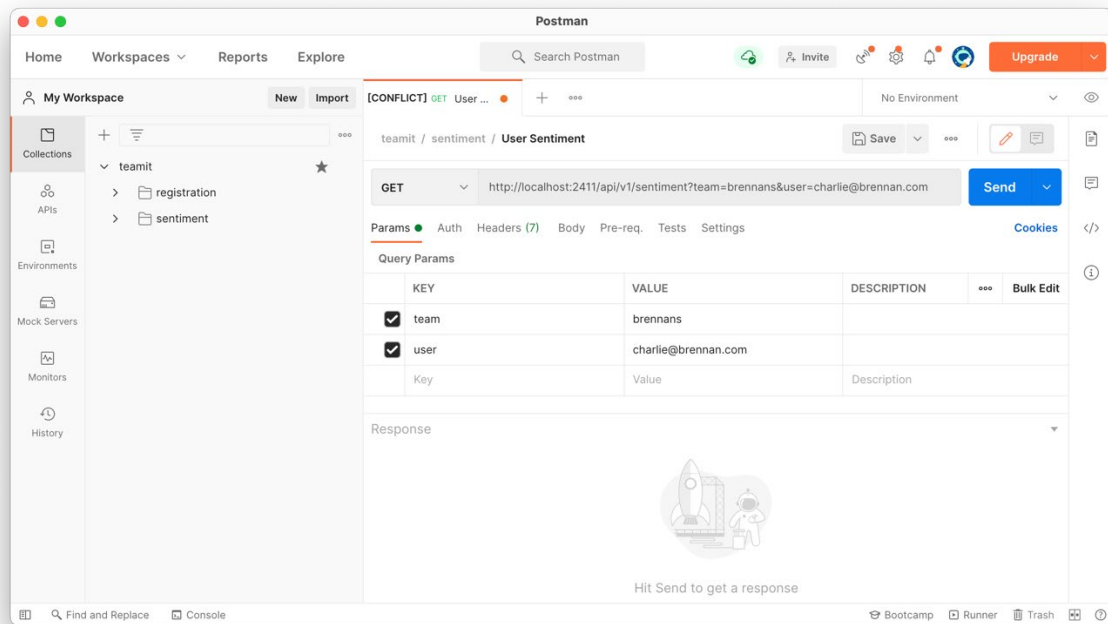 Postman
Home Workspaces Reports Explore Search Postman Invite Upgrade
My Workspace New Import [CONFLICT] GET User ... No Environment
Collections
APIs
Environments
Mock Servers
Monitors
History
teamit
registration
sentiment
teamit / sentiment / User Sentiment Save
GET http://localhost:2411/api/v1/sentiment?team=brennans&user=charlie@brennan.com Send
Params Auth Headers (7) Body Pre-req. Tests Settings Cookies
Query Params
KEY VALUE DESCRIPTION Bulk Edit
team brennans
user charlie@brennan.com
Key Value Description
Response
Hit Send to get a response
Find and Replace Console Bootcamp Runner Trash